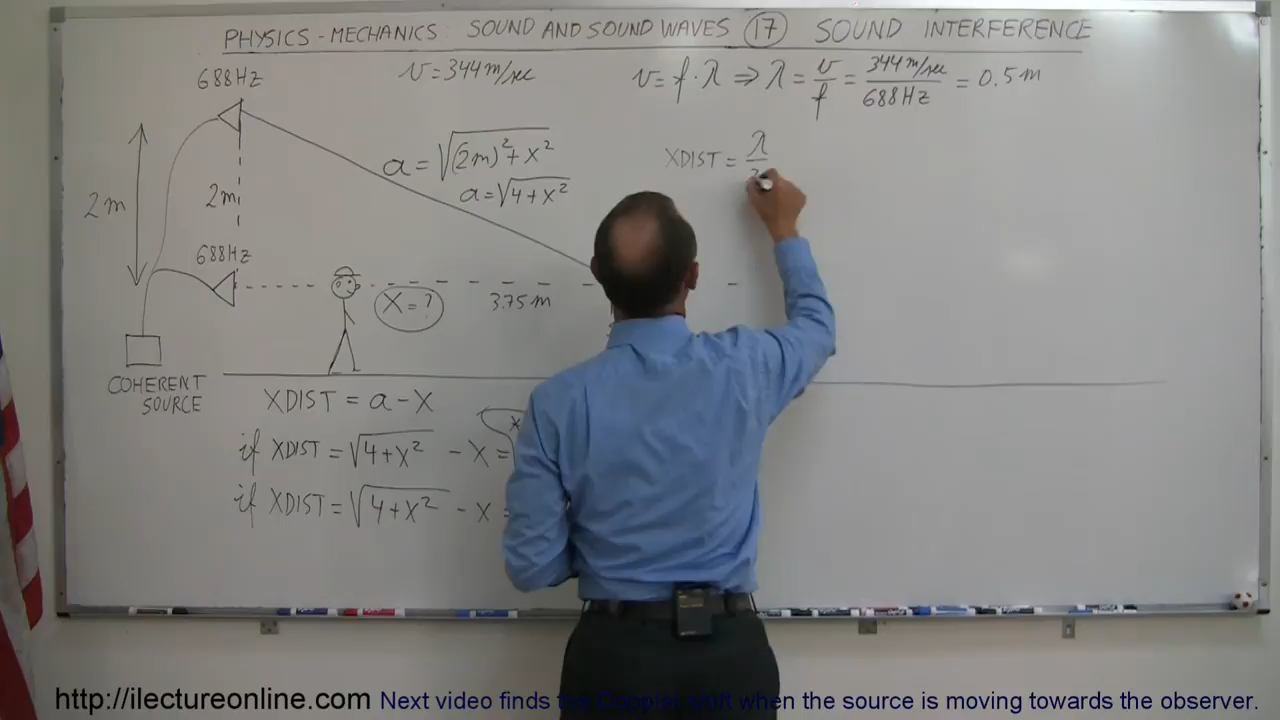 PHYSICS - MECHANICS: SOUND AND SOUND WAVES 17 SOUND INTERFERENCE
688 HZ
v = 344 m/sec
v = f · λ ⇒ λ = v/f = 344 m/sec / 688 HZ = 0.5 m
a = √((2m)² + x²)
a = √(4 + x²)
XDIST = λ/
2m
2m
688 HZ
X = ?
3.75 m
COHERENT
SOURCE
XDIST = a - X
if XDIST = √(4 + x²) - X =
if XDIST = √(4 + x²) - X =
http://ilectureonline.com Next video finds the Doppler shift when the source is moving towards the observer.